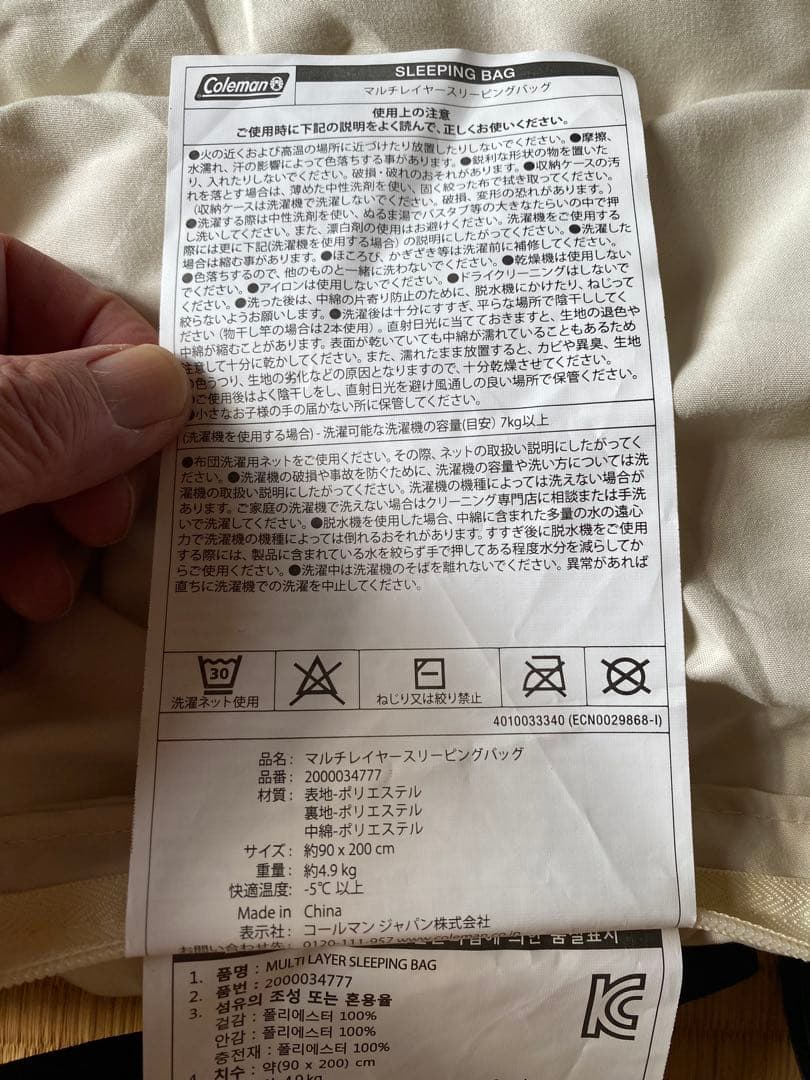 Coleman
SLEEPING BAG
マルチレイヤースリーピングバッグ
使用上の注意
ご使用時に下記の説明をよく読んで、正しくお使いください。
●火の近くおよび高温の場所に近づけたり放置したりしないでください。●摩擦、
水濡れ、汗の影響によって色落ちする事があります。●鋭利な形状の物を置いた
り、入れたりしないでください。破損・破れのおそれがあります。●収納ケースの汚
れを落とす場合は、薄めた中性洗剤を使い、固く絞った布で拭き取ってください。
(収納ケースは洗濯機で洗濯しないでください。破損、変形の恐れがあります。)
●洗濯する際は中性洗剤を使い、ぬるま湯でバスタブ等の大きなたらいの中で押
し洗いしてください。また、漂白剤の使用はお避けください。洗濯機をご使用する
際には更に下記(洗濯機を使用する場合)の説明にしたがってください。●洗濯した
場合は縮む事があります。●ほころび、かぎざき等は洗濯前に補修してください。
●色落ちするので、他のものと一緒に洗わないでください。●乾燥機は使用しない
でください。●アイロンは使用しないでください。●ドライクリーニングはしないで
ください。●洗った後は、中綿の片寄り防止のために、脱水機にかけたり、ねじって
絞らないようお願いします。●洗濯後は十分にすすぎ、平らな場所で陰干ししてく
ださい(物干し竿の場合は2本使用)。直射日光に当てておきますと、生地の退色や
中綿が縮むことがあります。表面が乾いていても中綿が濡れていることもあるため
注意して十分に乾かしてください。また、濡れたまま放置すると、カビや異臭、生地
の色うつり、生地の劣化などの原因となりますので、十分乾燥させてください。
●ご使用後はよく陰干しをし、直射日光を避け風通しの良い場所で保管ください。
●小さなお子様の手の届かない所に保管してください。
(洗濯機を使用する場合) - 洗濯可能な洗濯機の容量(目安) 7kg以上
●布団洗濯用ネットをご使用ください。その際、ネットの取扱い説明にしたがってく
ださい。●洗濯機の破損や事故を防ぐために、洗濯機の容量や洗い方については洗
濯機の取扱い説明にしたがってください。洗濯機の機種によっては洗えない場合が
あります。ご家庭の洗濯機で洗えない場合はクリーニング専門店に相談または手洗
いで洗濯してください。●脱水機を使用した場合、中綿に含まれた多量の水の遠心
力で洗濯機の機種によっては倒れるおそれがあります。すすぎ後に脱水機をご使用
する際には、製品に含まれている水を絞らず手で押してある程度水分を減らしてか
らご使用ください。●洗濯中は洗濯機のそばを離れないでください。異常があれば
直ちに洗濯機での洗濯を中止してください。
30
洗濯ネット使用
ねじり又は絞り禁止
4010033340 (ECN0029868-I)
品名: マルチレイヤースリーピングバッグ
品番: 2000034777
材質: 表地-ポリエステル
裏地-ポリエステル
中綿-ポリエステル
サイズ: 約90 x 200 cm
重量: 約4.9 kg
快適温度: -5℃ 以上
Made in China
表示社: コールマン ジャパン株式会社
お問い合わせ先: 0120-111-957 www.coleman.co.jp
의한 품질표시
1. 품명 : MULTI LAYER SLEEPING BAG
2. 품번 : 2000034777
3. 섬유의 조성 또는 혼용율
겉감 : 폴리에스터 100%
안감 : 폴리에스터 100%
충전재 : 폴리에스터 100%
치수 : 약(90 x 200) cm
약4.9 kg